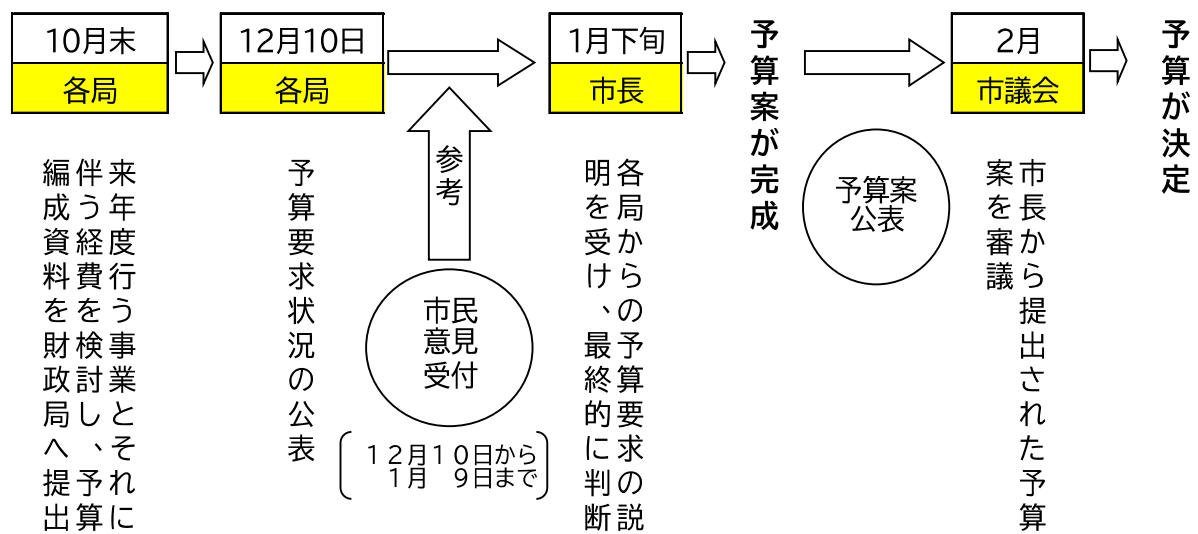 10月末
各局
来年度行う事業とそれに
伴う経費を検討し、予算
編成資料を財政局へ提出
12月10日
各局
予算要求状況の公表
参考
市民
意見
受付
12月10日から
1月 9日まで
1月下旬
市長
各局からの予算要求の説
明を受け、最終的に判断
予算案が完成
予算案
公表
2月
市議会
市長から提出された予算
案を審議
予算が決定